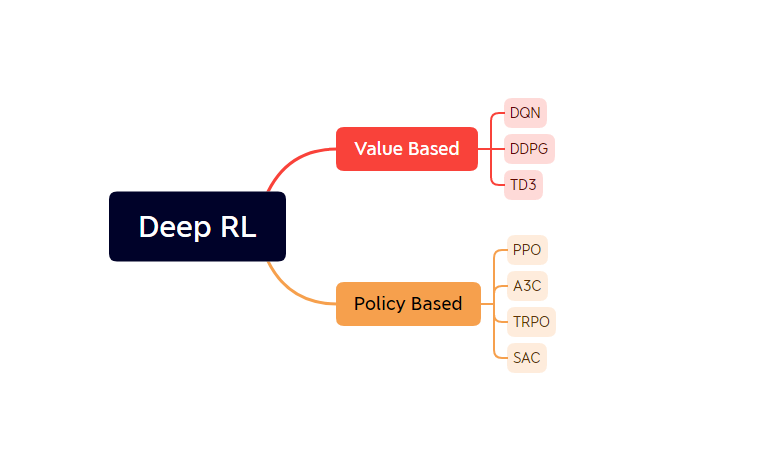 Deep RL
Value Based
DQN
DDPG
TD3
Policy Based
PPO
A3C
TRPO
SAC